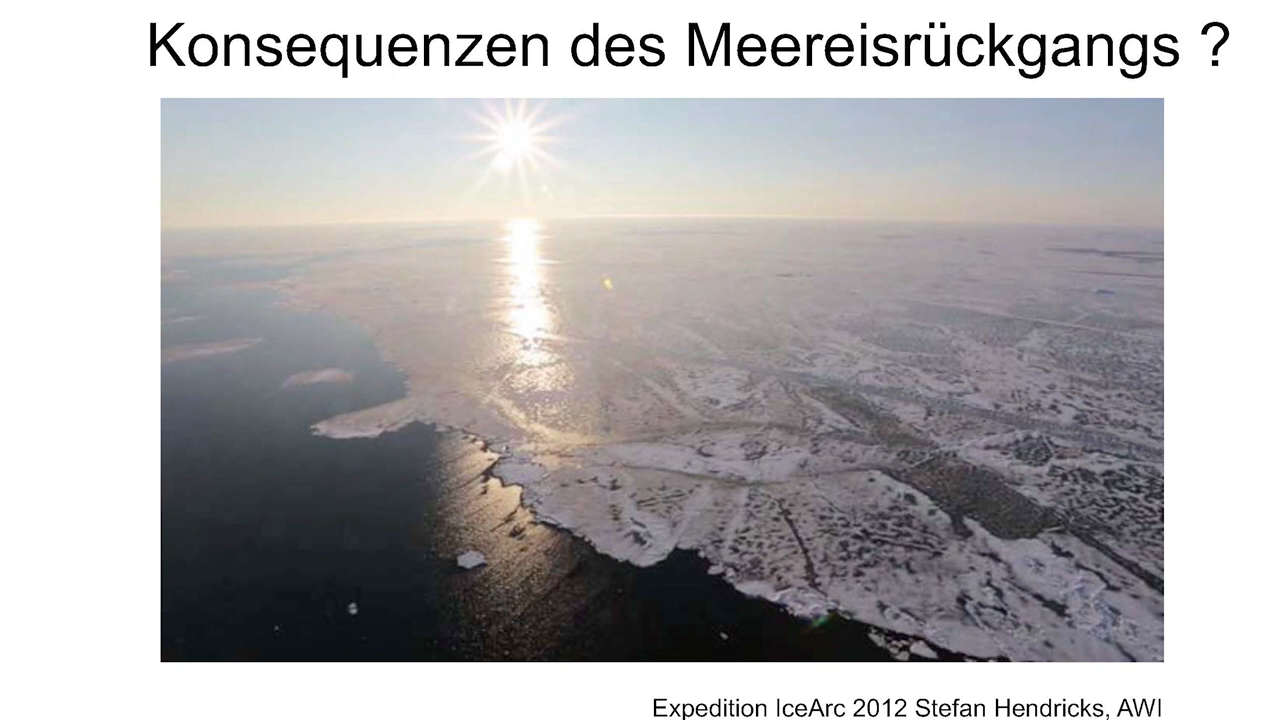 Konsequenzen des Meereisrückgangs ?
Expedition IceArc 2012 Stefan Hendricks, AWI